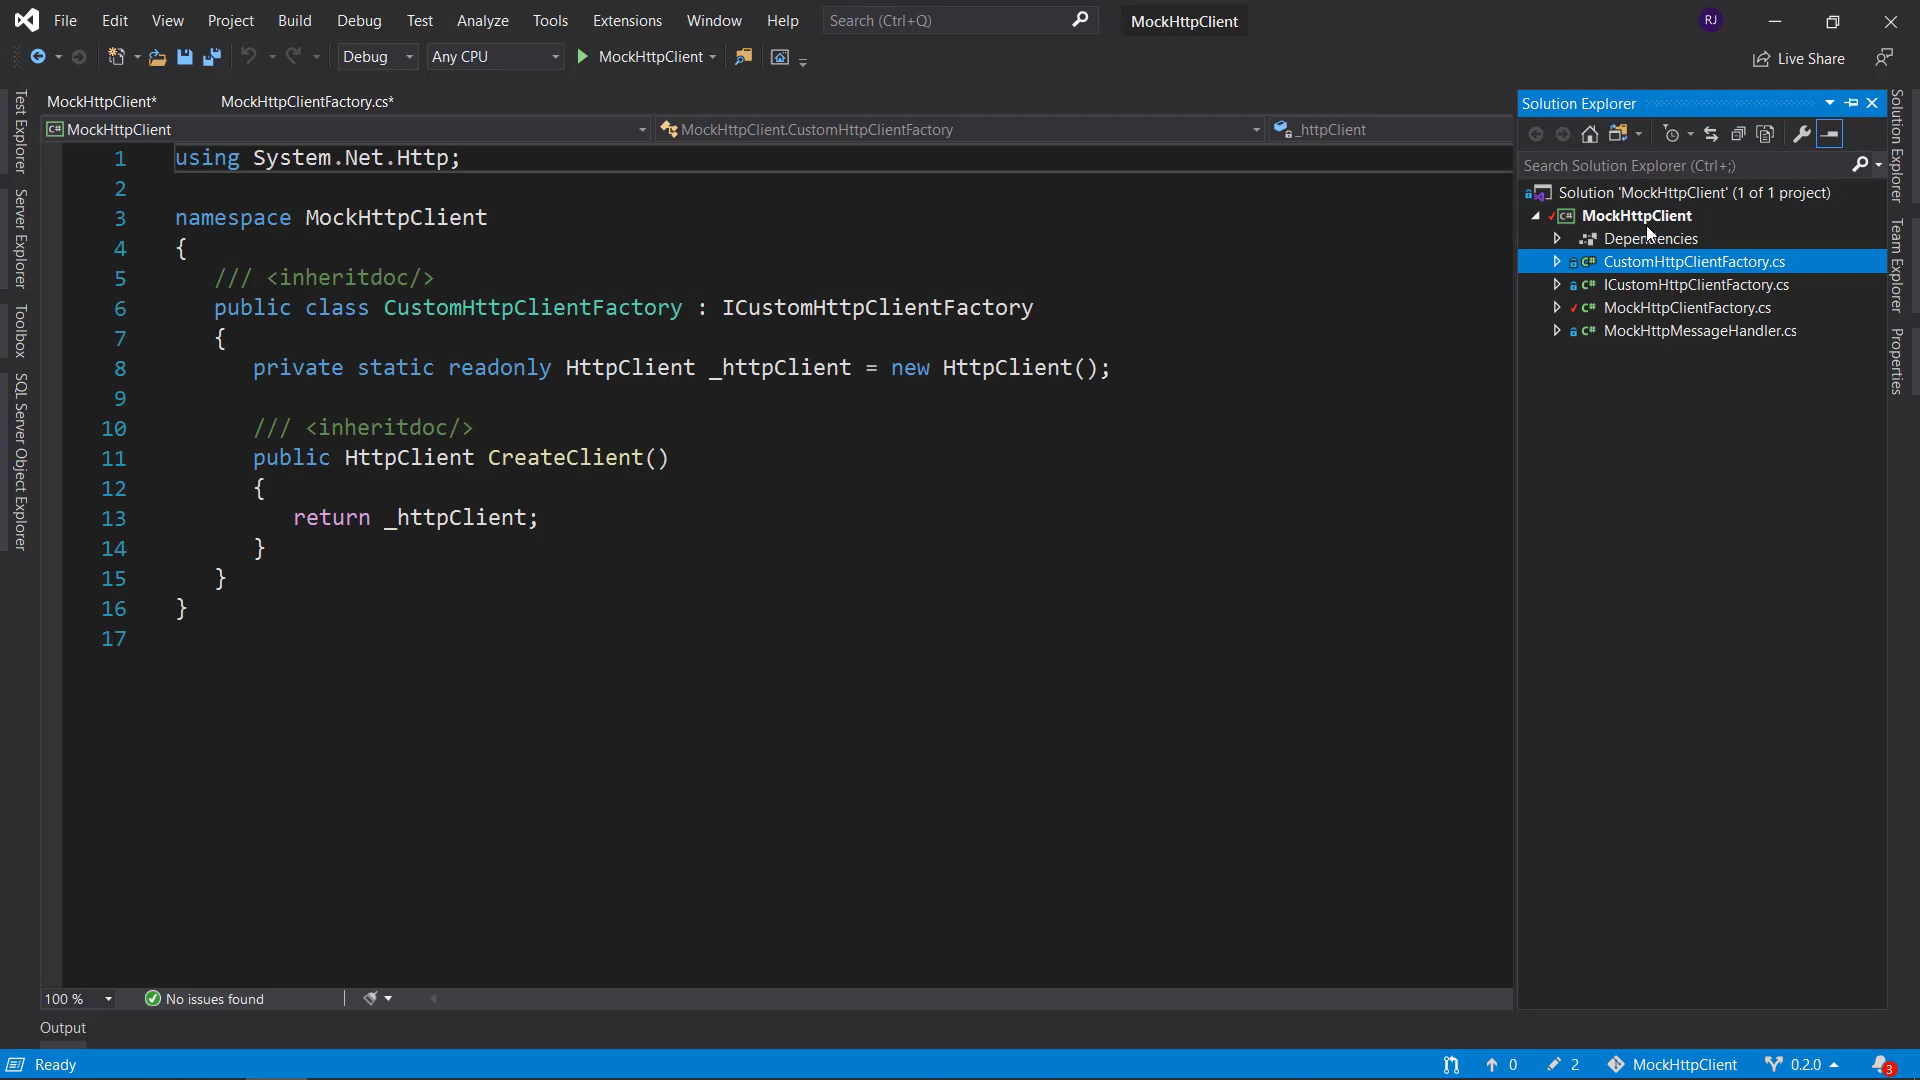 File Edit View Project Build Debug Test Analyze Tools Extensions Window Help Search (Ctrl+Q) MockHttpClient RJ
Debug Any CPU MockHttpClient Live Share
MockHttpClient* MockHttpClientFactory.cs*
C# MockHttpClient MockHttpClient.CustomHttpClientFactory _httpClient
1 using System.Net.Http;
2
3 namespace MockHttpClient
4 {
5 /// <inheritdoc/>
6 public class CustomHttpClientFactory : ICustomHttpClientFactory
7 {
8 private static readonly HttpClient _httpClient = new HttpClient();
9
10 /// <inheritdoc/>
11 public HttpClient CreateClient()
12 {
13 return _httpClient;
14 }
15 }
16 }
17
Test Explorer
Server Explorer
Toolbox
SQL Server Object Explorer
Solution Explorer
Search Solution Explorer (Ctrl+;)
Solution 'MockHttpClient' (1 of 1 project)
C# MockHttpClient
Dependencies
C# CustomHttpClientFactory.cs
C# ICustomHttpClientFactory.cs
C# MockHttpClientFactory.cs
C# MockHttpMessageHandler.cs
Solution Explorer
Team Explorer
Properties
100 % No issues found
Output
Ready 0 2 MockHttpClient 0.2.0 3